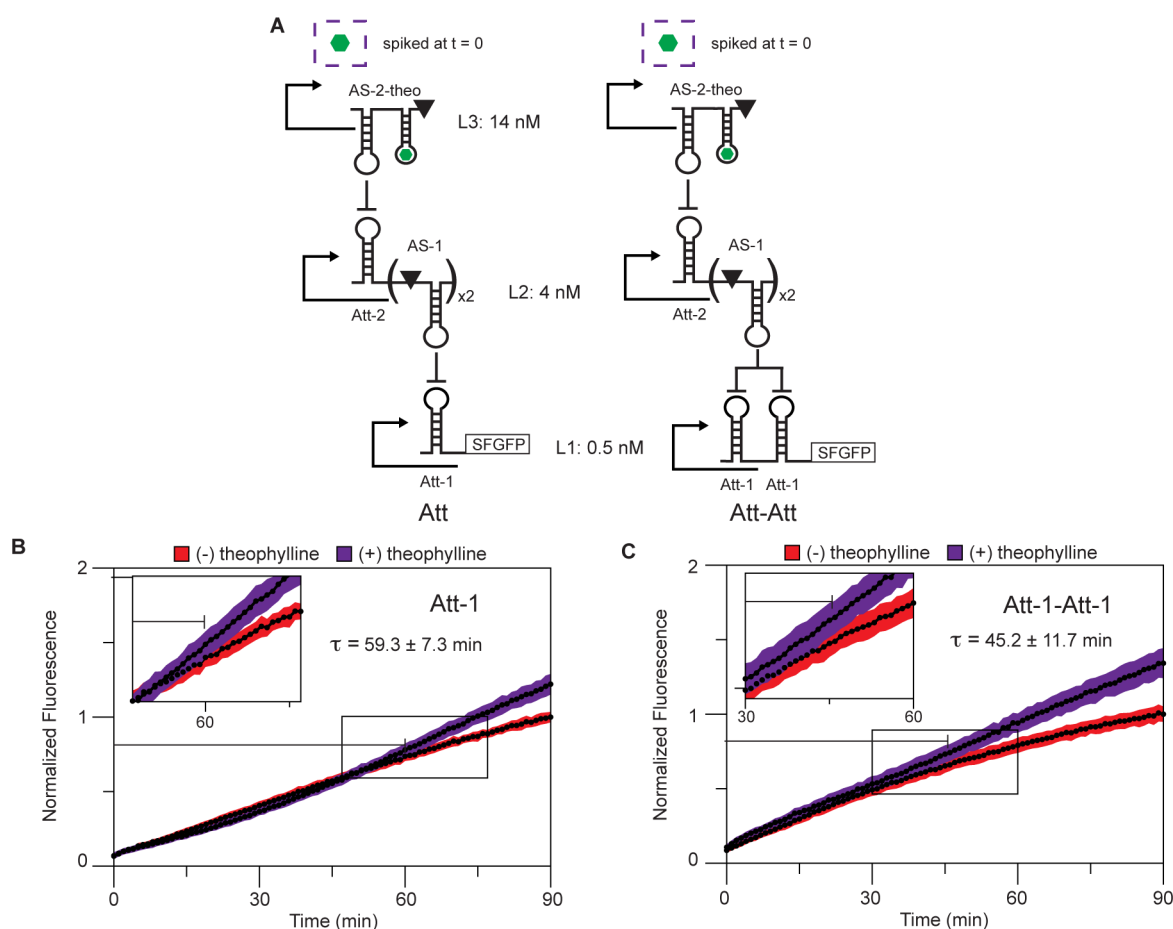 A
spiked at t = 0
spiked at t = 0
AS-2-theo
L3: 14 nM
AS-2-theo
AS-1
x2
Att-2
L2: 4 nM
AS-1
x2
Att-2
SFGFP
Att-1
L1: 0.5 nM
SFGFP
Att-1 Att-1
Att
Att-Att
B
(-) theophylline (+) theophylline
Att-1
τ = 59.3 ± 7.3 min
60
Normalized Fluorescence
2
1
0
0 30 60 90
Time (min)
C
(-) theophylline (+) theophylline
Att-1-Att-1
τ = 45.2 ± 11.7 min
30 60
Normalized Fluorescence
2
1
0
0 30 60 90
Time (min)